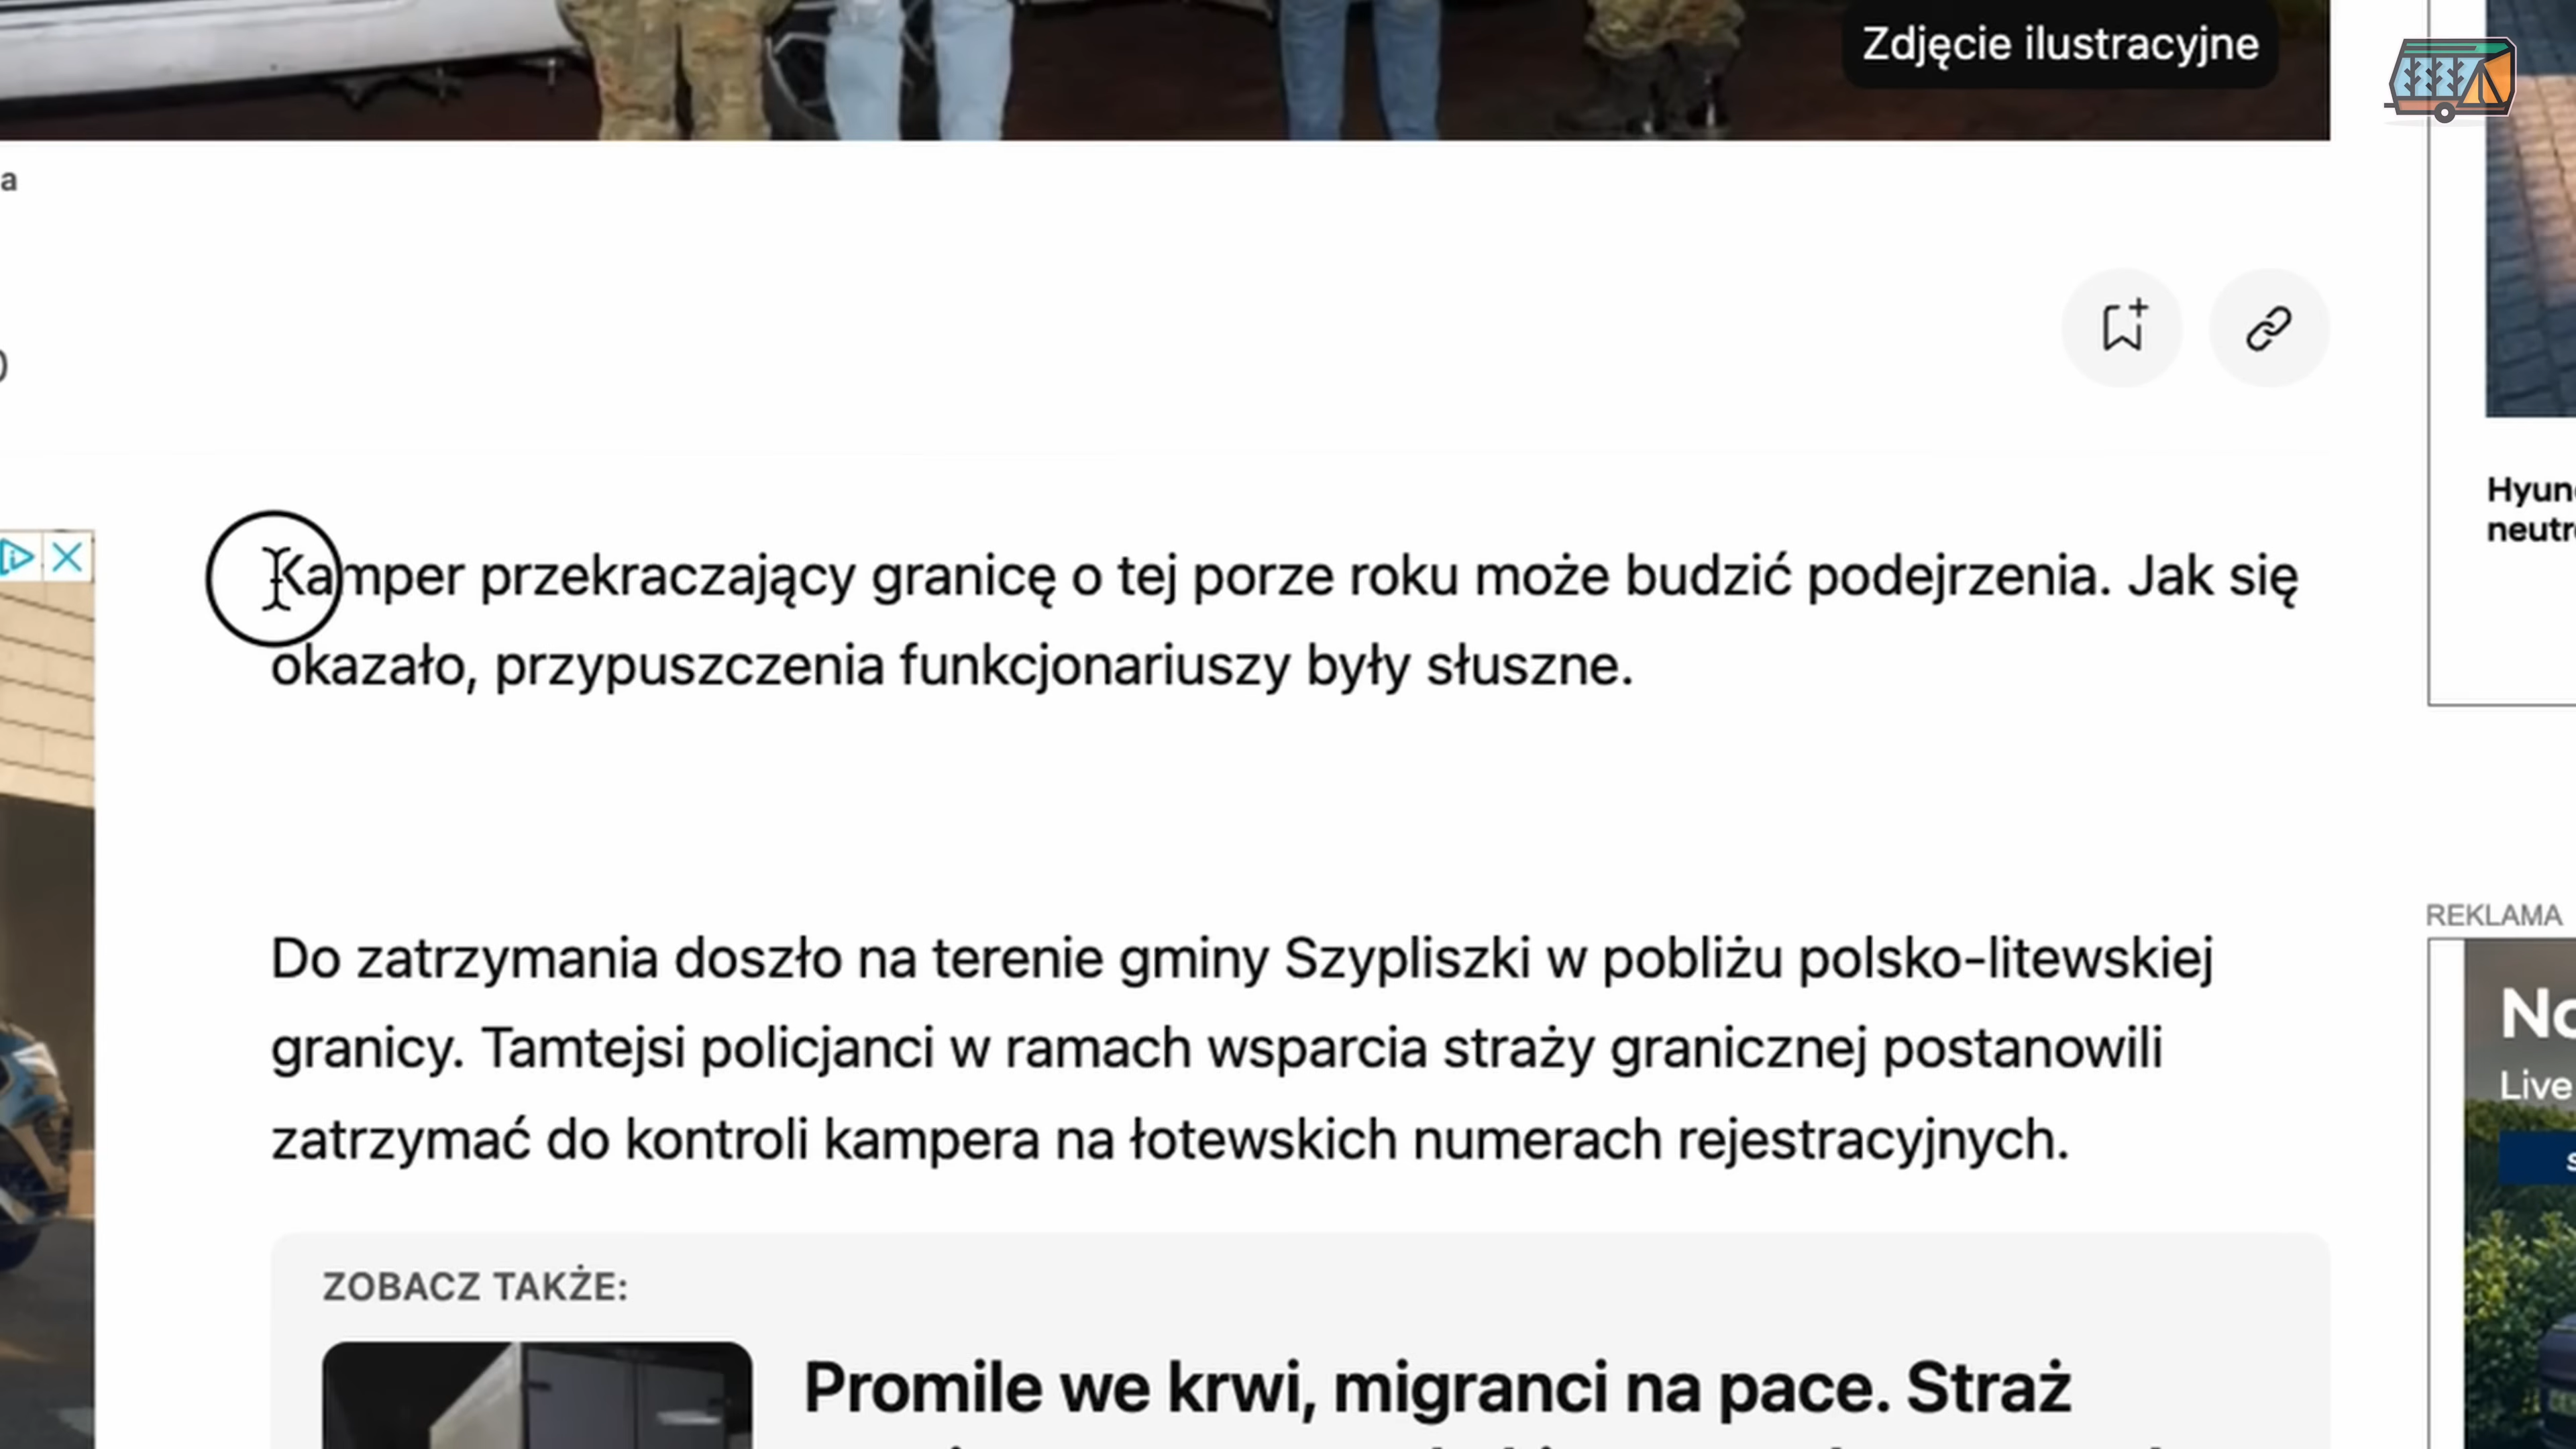 Zdjęcie ilustracyjne
a
Kamper przekraczający granicę o tej porze roku może budzić podejrzenia. Jak się
okazało, przypuszczenia funkcjonariuszy były słuszne.
Do zatrzymania doszło na terenie gminy Szypliszki w pobliżu polsko-litewskiej
granicy. Tamtejsi policjanci w ramach wsparcia straży granicznej postanowili
zatrzymać do kontroli kampera na łotewskich numerach rejestracyjnych.
ZOBACZ TAKŻE:
Promile we krwi, migranci na pace. Straż
REKLAMA
Live